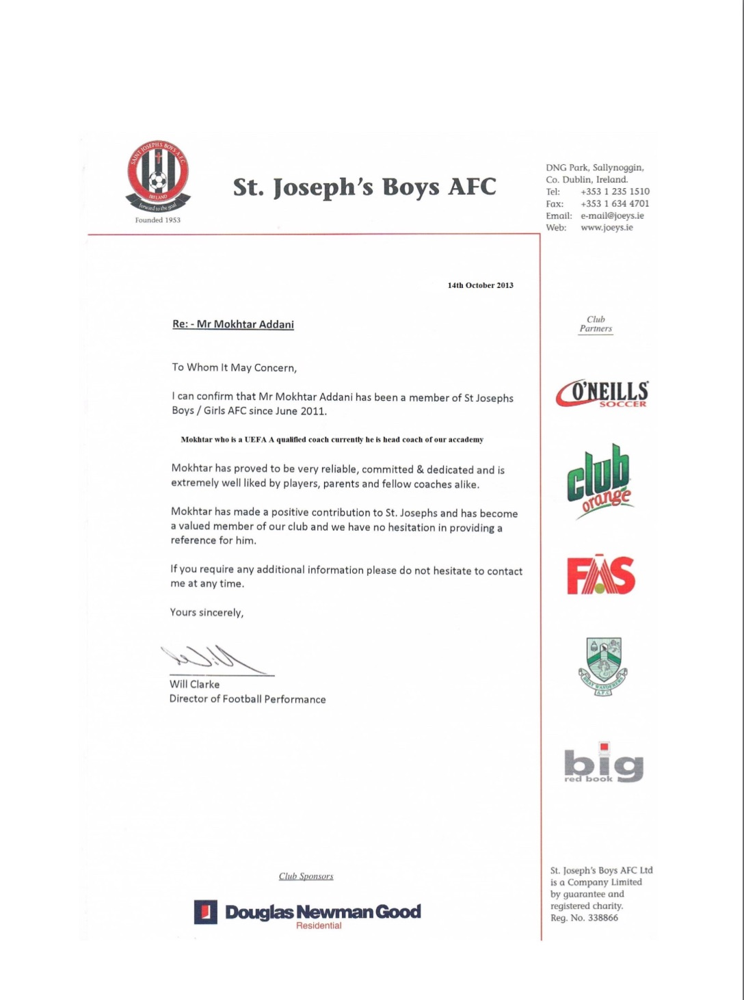 SAINT JOSEPHS BOYS A.F.C.
IRELAND
forward to the goal
Founded 1953
St. Joseph's Boys AFC
DNG Park, Sallynoggin,
Co. Dublin, Ireland.
Tel: +353 1 235 1510
Fax: +353 1 634 4701
Email: e-mail@joeys.ie
Web: www.joeys.ie
14th October 2013
Re: - Mr Mokhtar Addani
To Whom It May Concern,
I can confirm that Mr Mokhtar Addani has been a member of St Josephs
Boys / Girls AFC since June 2011.
Mokhtar who is a UEFA A qualified coach currently he is head coach of our accademy
Mokhtar has proved to be very reliable, committed & dedicated and is
extremely well liked by players, parents and fellow coaches alike.
Mokhtar has made a positive contribution to St. Josephs and has become
a valued member of our club and we have no hesitation in providing a
reference for him.
If you require any additional information please do not hesitate to contact
me at any time.
Yours sincerely,
Will Clarke
Director of Football Performance
Club
Partners
O'NEILLS
SOCCER
club
orange
FÁS
BRAY WANDERERS
A.F.C
big
red book
Club Sponsors
Douglas Newman Good
Residential
St. Joseph's Boys AFC Ltd
is a Company Limited
by guarantee and
registered charity.
Reg. No. 338866